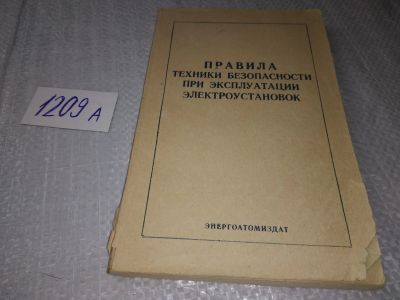 1209 А
ПРАВИЛА
ТЕХНИКИ БЕЗОПАСНОСТИ
ПРИ ЭКСПЛУАТАЦИИ
ЭЛЕКТРОУСТАНОВОК
ЭНЕРГОАТОМИЗДАТ